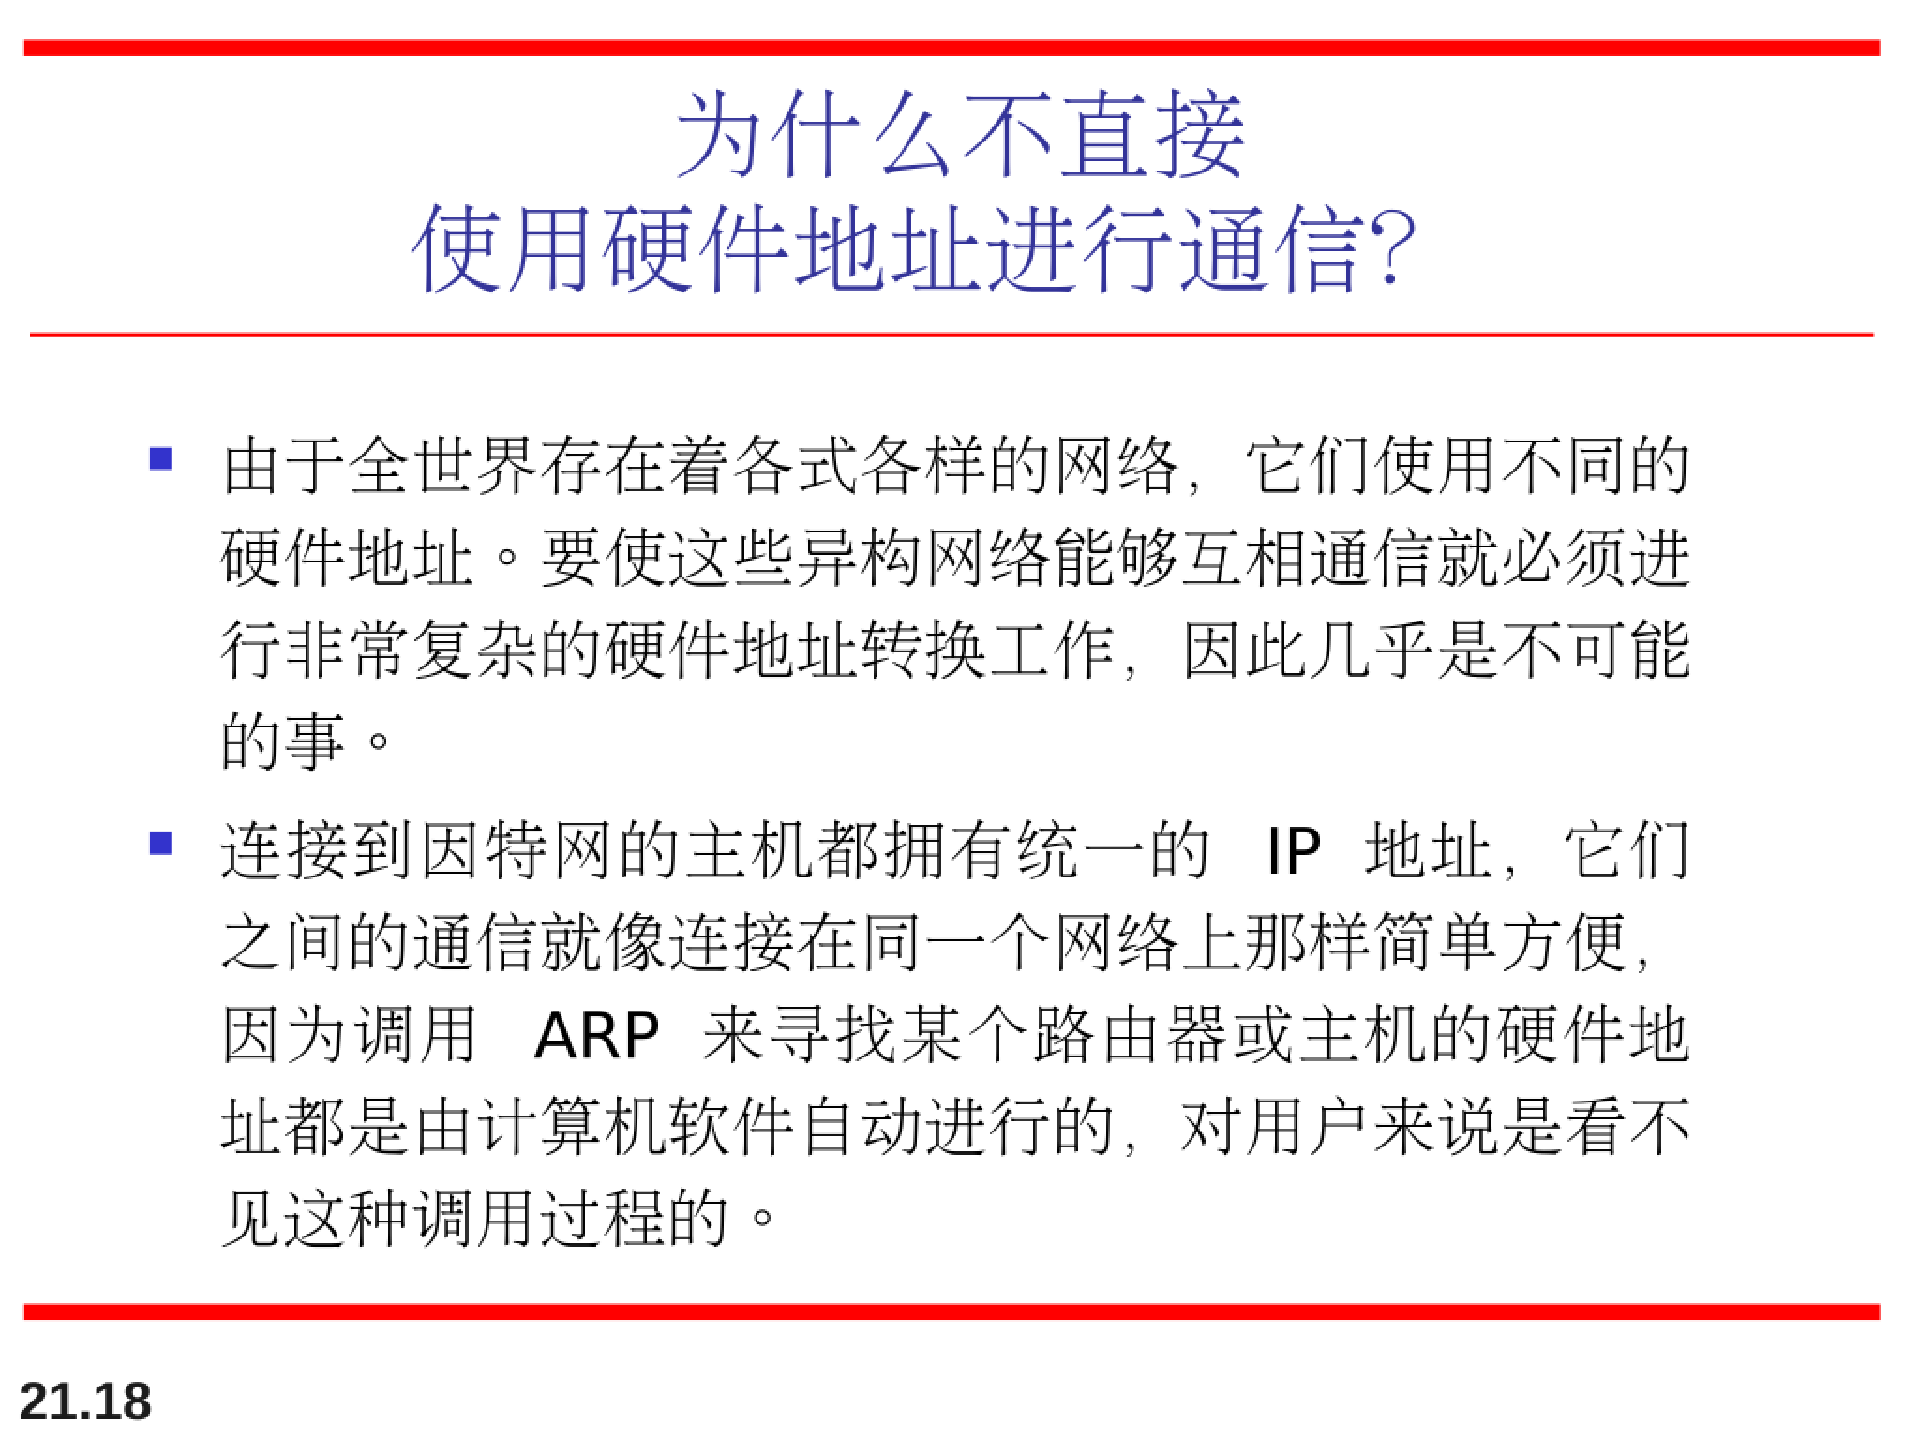 为什么不直接
使用硬件地址进行通信?
由于全世界存在着各式各样的网络，它们使用不同的
硬件地址。要使这些异构网络能够互相通信就必须进
行非常复杂的硬件地址转换工作，因此几乎是不可能
的事。
连接到因特网的主机都拥有统一的 IP 地址，它们
之间的通信就像连接在同一个网络上那样简单方便，
因为调用 ARP 来寻找某个路由器或主机的硬件地
址都是由计算机软件自动进行的，对用户来说是看不
见这种调用过程的。
21.18